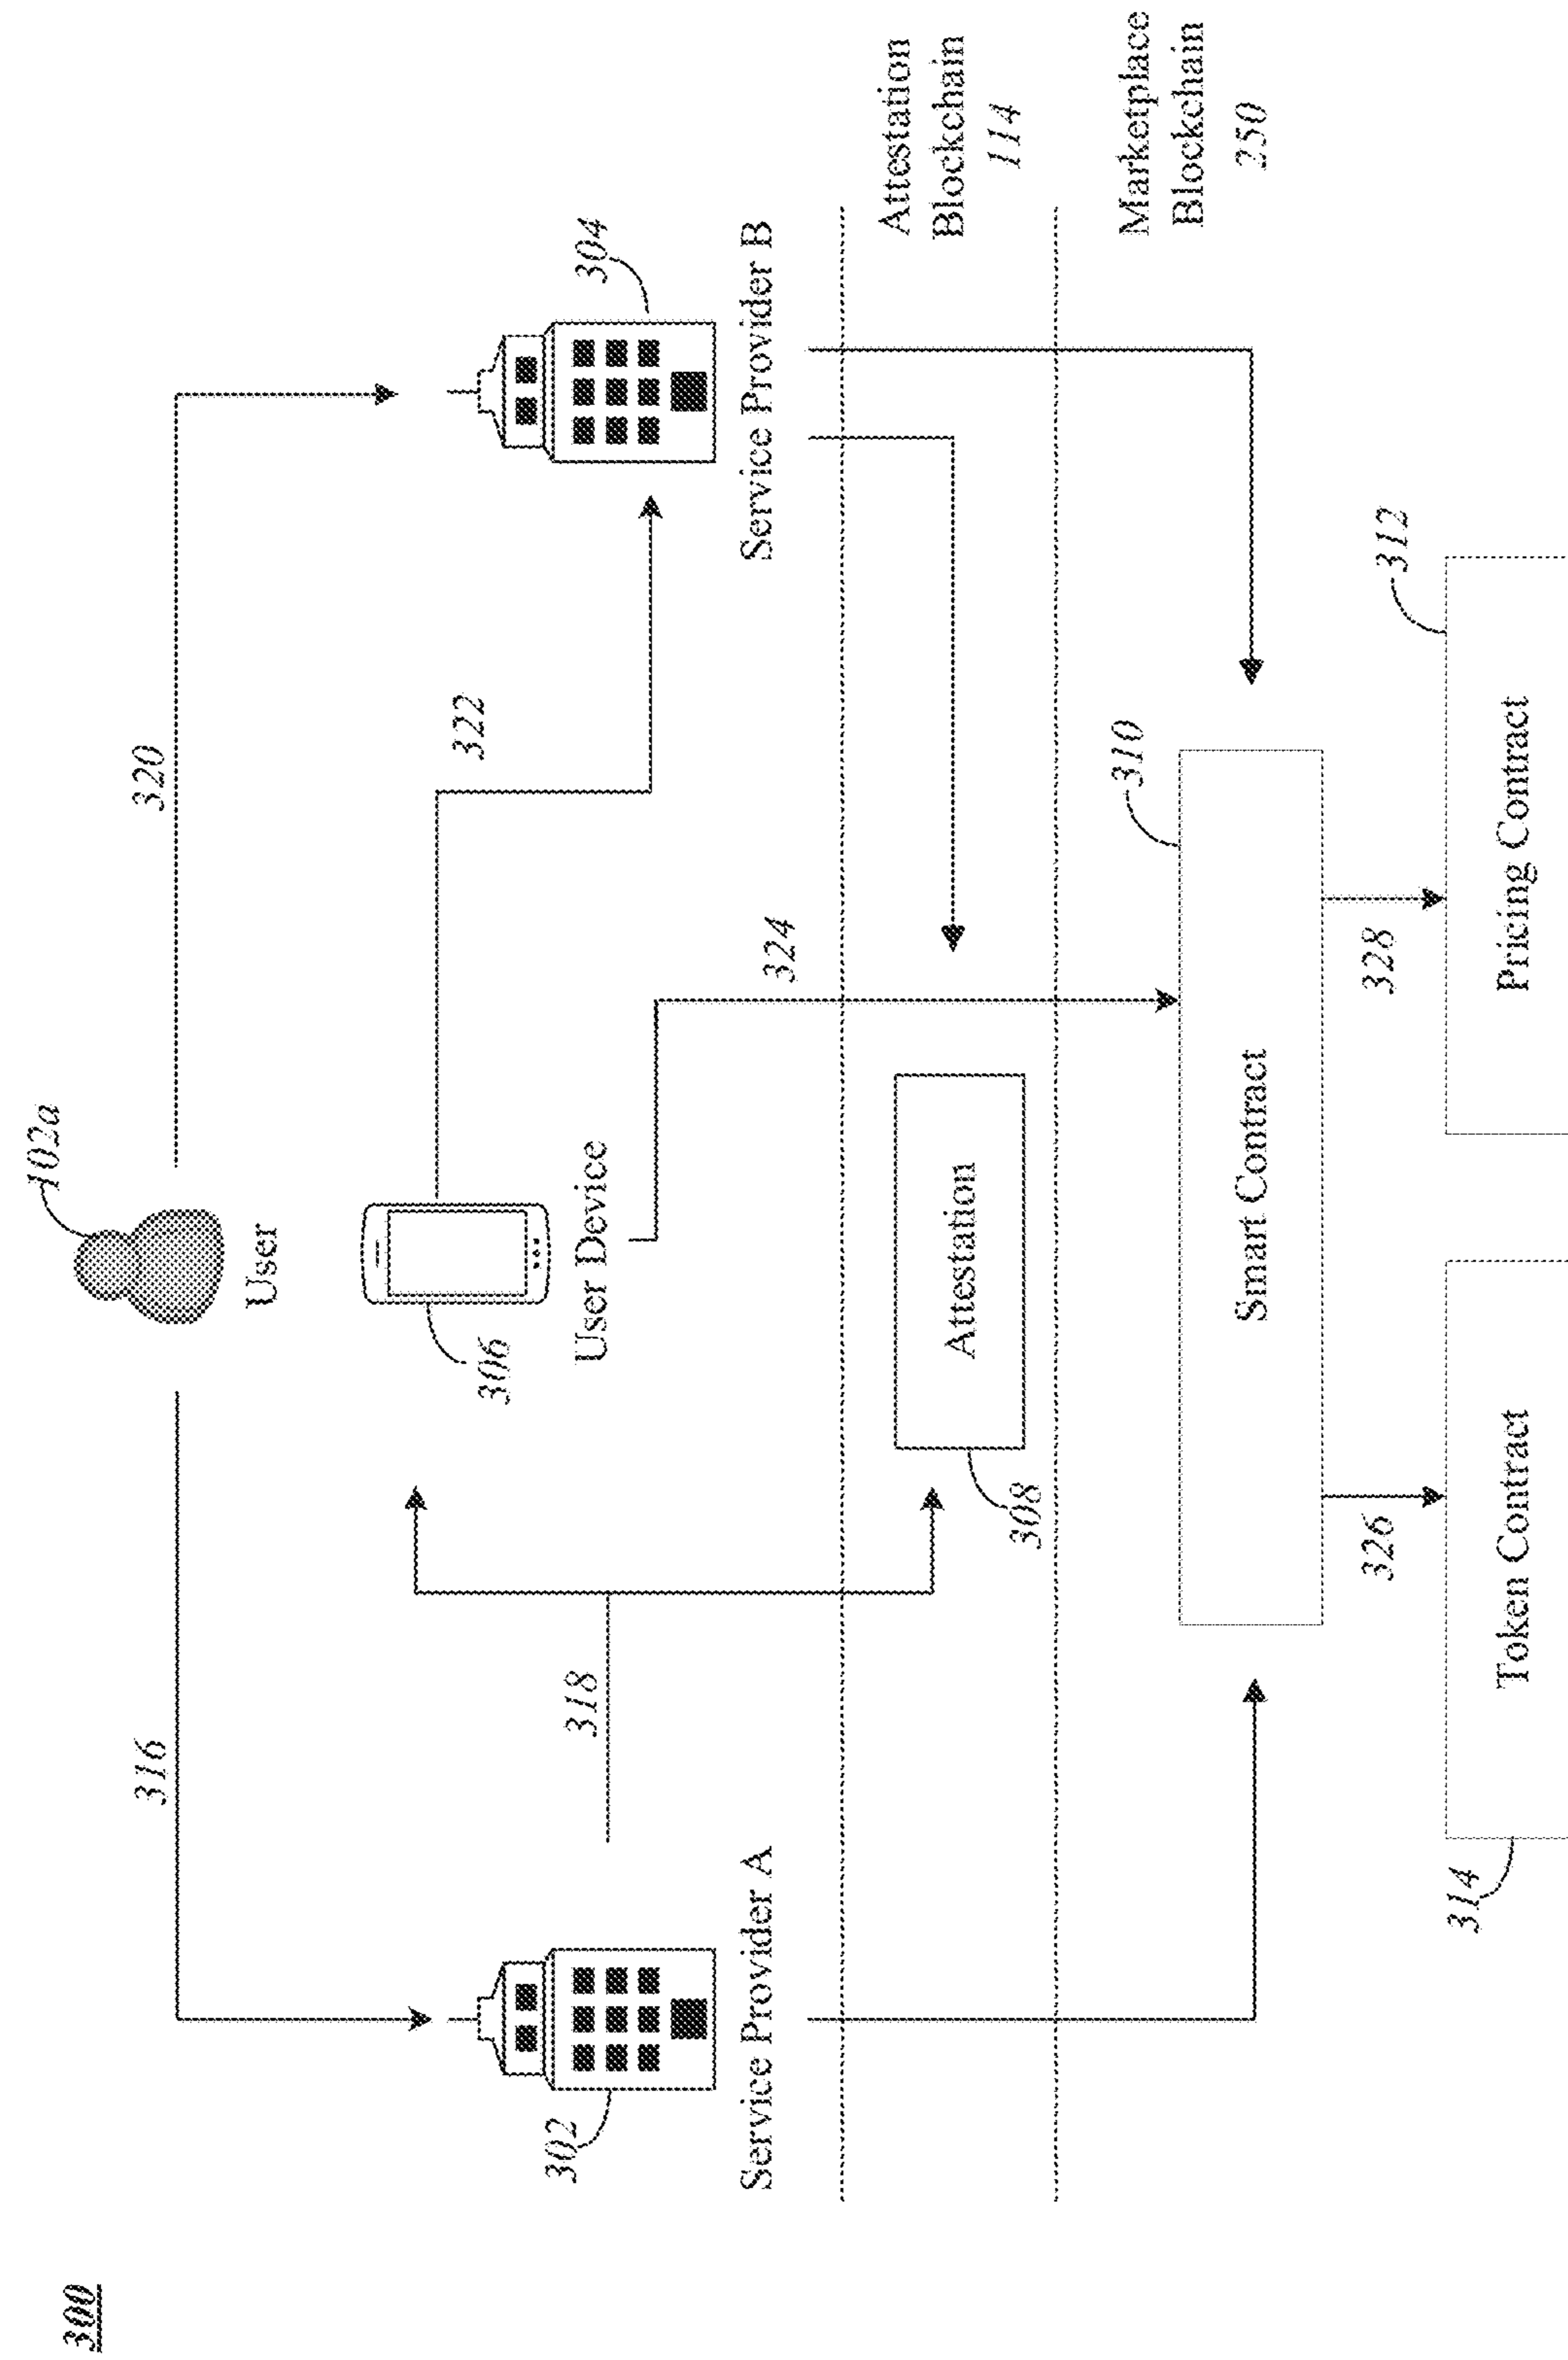 300
102a
User
316
320
306
User Device
322
302
Service Provider A
318
304
Service Provider B
324
Attestation
Blockchain
114
Attestation
308
Marketplace
Blockchain
250
310
Smart Contract
326
328
312
314
Token Contract
Pricing Contract